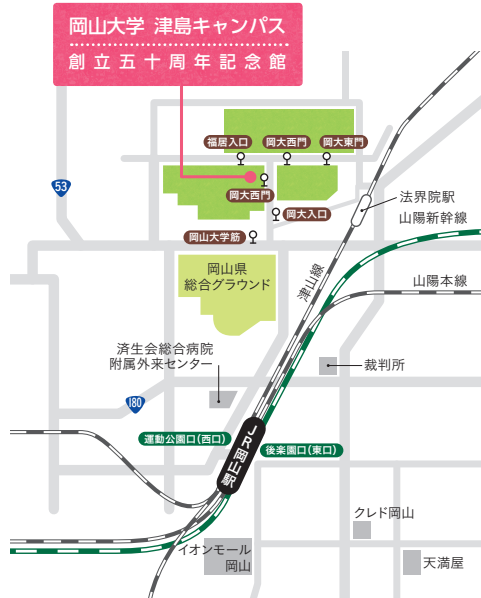 岡山大学 津島キャンパス
創立五十周年記念館
福居入口
岡大西門
岡大東門
53
岡大西門
岡大入口
法界院駅
山陽新幹線
岡山大学筋
岡山県
総合グラウンド
津山線
山陽本線
済生会総合病院
附属外来センター
裁判所
180
運動公園口(西口)
JR岡山駅
後楽園口(東口)
クレド岡山
イオンモール
岡山
天満屋